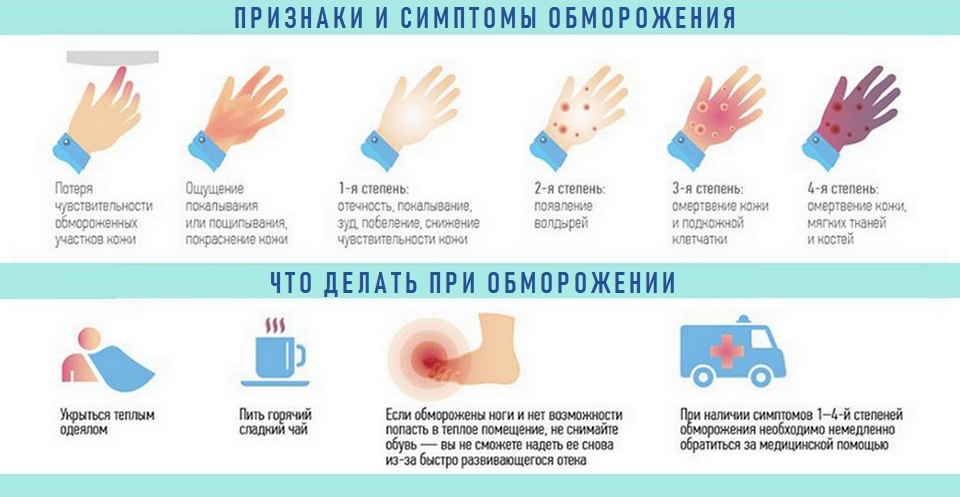 ПРИЗНАКИ И СИМПТОМЫ ОБМОРОЖЕНИЯ
Потеря
чувствительности
обмороженных
участков кожи
Ощущение
покалывания
или пощипывания,
покраснение кожи
1-я степень:
отечность, покалывание,
зуд, побеление, снижение
чувствительности кожи
2-я степень:
появление
волдырей
3-я степень:
омертвение кожи
и подкожной
клетчатки
4-я степень:
омертвение кожи,
мягких тканей
и костей
ЧТО ДЕЛАТЬ ПРИ ОБМОРОЖЕНИИ
Укрыться теплым
одеялом
Пить горячий
сладкий чай
Если обморожены ноги и нет возможности
попасть в теплое помещение, не снимайте
обувь — вы не сможете надеть ее снова
из-за быстро развивающегося отека
При наличии симптомов 1–4-й степеней
обморожения необходимо немедленно
обратиться за медицинской помощью